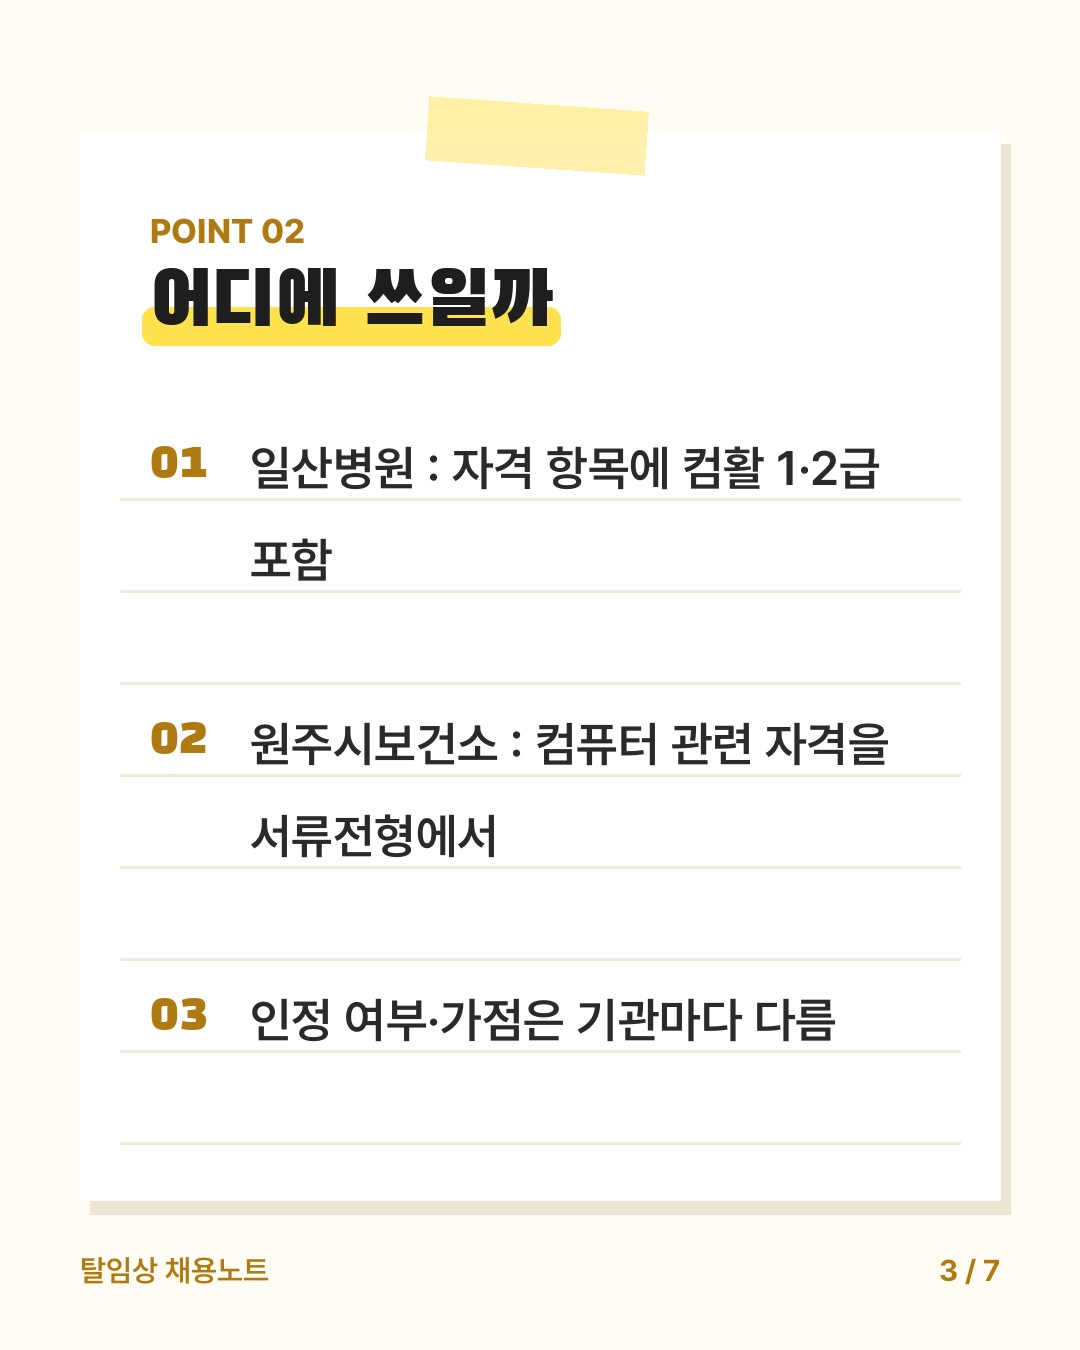 POINT 02
어디에 쓰일까
01 일산병원 : 자격 항목에 컴활 1·2급
포함
02 원주시보건소 : 컴퓨터 관련 자격을
서류전형에서
03 인정 여부·가점은 기관마다 다름
탈임상 채용노트
3 / 7